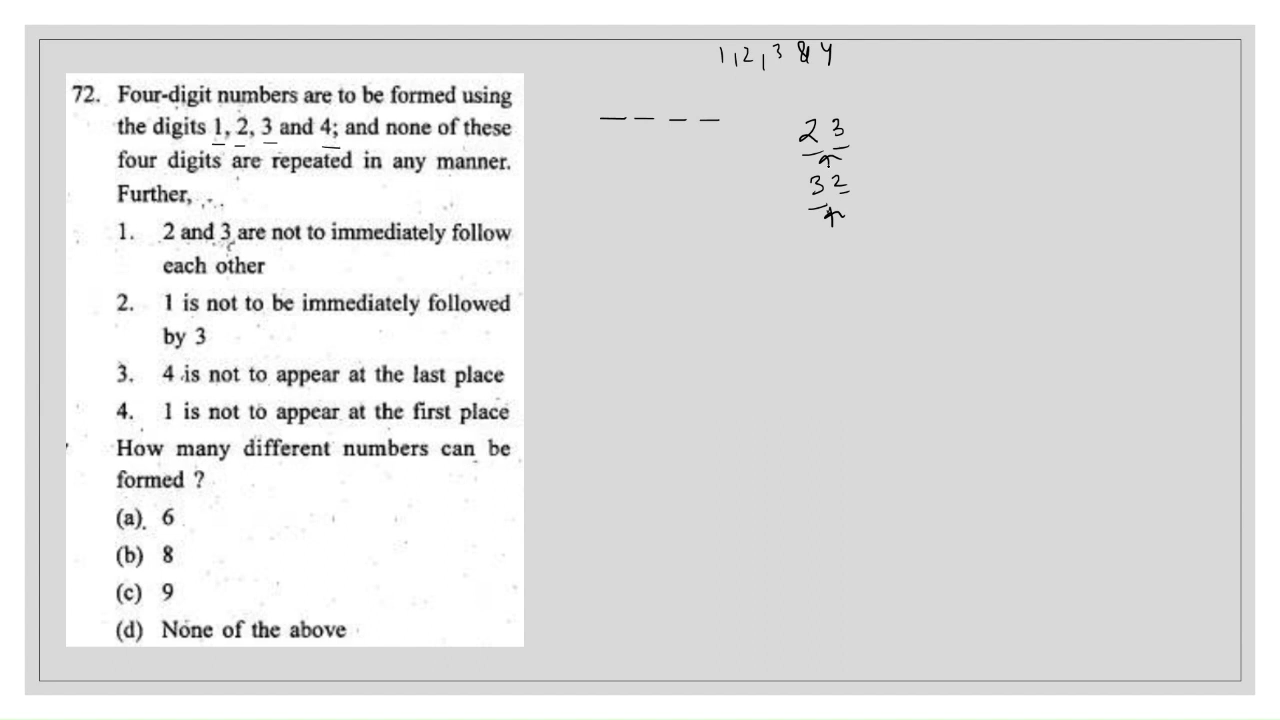 72. Four-digit numbers are to be formed using
the digits 1, 2, 3 and 4; and none of these
four digits are repeated in any manner.
Further,
1. 2 and 3 are not to immediately follow
each other
2. 1 is not to be immediately followed
by 3
3. 4 is not to appear at the last place
4. 1 is not to appear at the first place
How many different numbers can be
formed ?
(a) 6
(b) 8
(c) 9
(d) None of the above
1, 2, 3 & 4
2 3
3 2